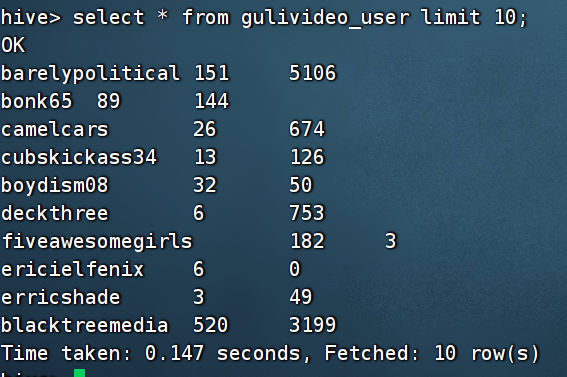 hive> select * from gulivideo_user limit 10;
OK
barelypolitical 151 5106
bonk65 89 144
camelcars 26 674
cubskickass34 13 126
boydism08 32 50
deckthree 6 753
fiveawesomegirls 182 3
ericielfenix 6 0
erricshade 3 49
blacktreemedia 520 3199
Time taken: 0.147 seconds, Fetched: 10 row(s)